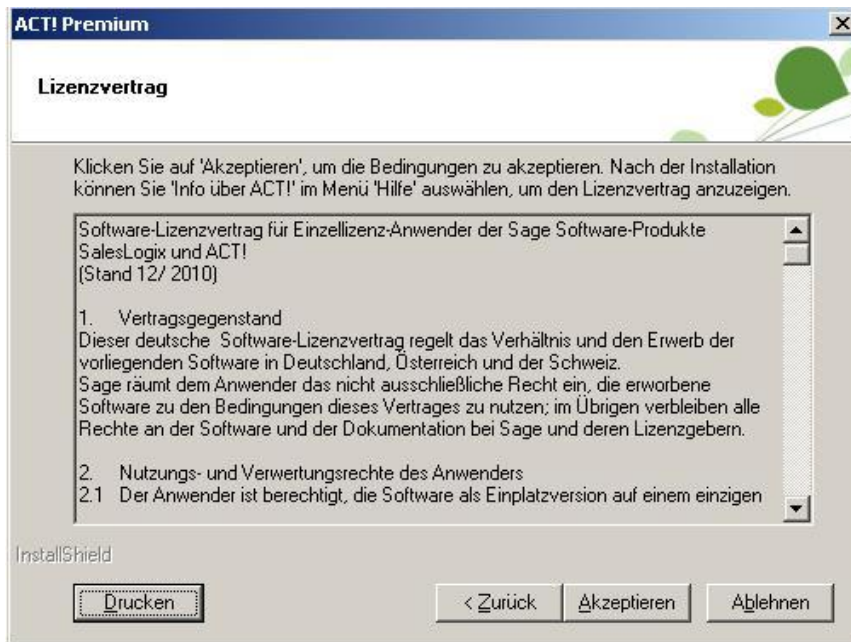 ACT! Premium
Lizenzvertrag
Klicken Sie auf 'Akzeptieren', um die Bedingungen zu akzeptieren. Nach der Installation
können Sie 'Info über ACT!' im Menü 'Hilfe' auswählen, um den Lizenzvertrag anzuzeigen.
Software-Lizenzvertrag für Einzellizenz-Anwender der Sage Software-Produkte
SalesLogix und ACT!
(Stand 12/ 2010)
1. Vertragsgegenstand
Dieser deutsche Software-Lizenzvertrag regelt das Verhältnis und den Erwerb der
vorliegenden Software in Deutschland, Österreich und der Schweiz.
Sage räumt dem Anwender das nicht ausschließliche Recht ein, die erworbene
Software zu den Bedingungen dieses Vertrages zu nutzen; im Übrigen verbleiben alle
Rechte an der Software und der Dokumentation bei Sage und deren Lizenzgebern.
2. Nutzungs- und Verwertungsrechte des Anwenders
2.1 Der Anwender ist berechtigt, die Software als Einplatzversion auf einem einzigen
InstallShield
Drucken
< Zurück
Akzeptieren
Ablehnen